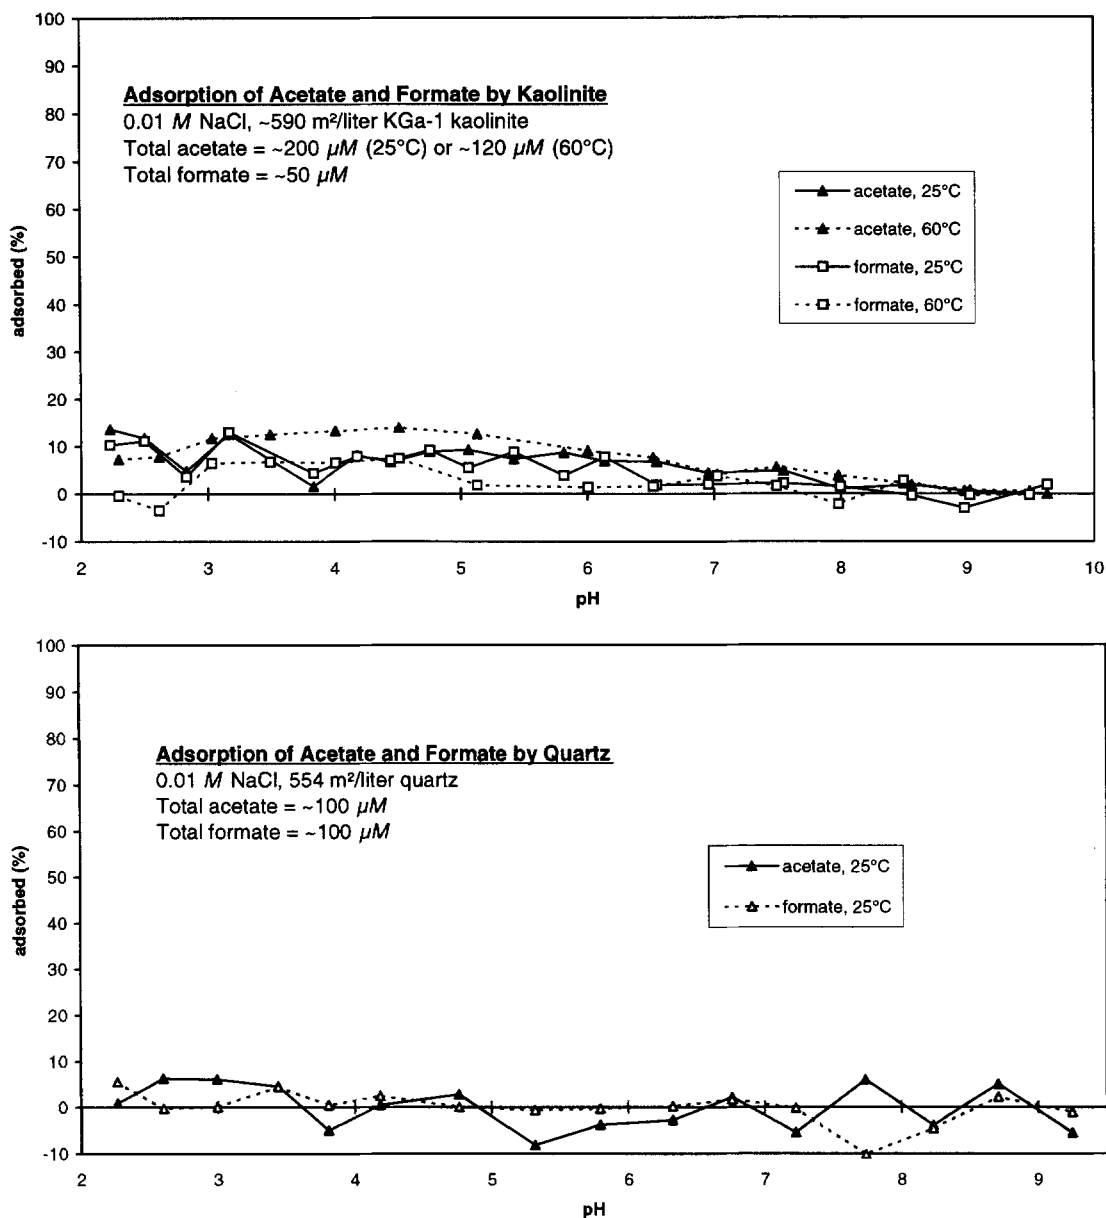 100
90
80
70
60
50
40
30
20
10
0
-10
adsorbed (%)
Adsorption of Acetate and Formate by Kaolinite
0.01 M NaCl, ~590 m²/liter KGa-1 kaolinite
Total acetate = ~200 µM (25°C) or ~120 µM (60°C)
Total formate = ~50 µM
acetate, 25°C
acetate, 60°C
formate, 25°C
formate, 60°C
2 3 4 5 6 7 8 9 10
pH
100
90
80
70
60
50
40
30
20
10
0
-10
adsorbed (%)
Adsorption of Acetate and Formate by Quartz
0.01 M NaCl, 554 m²/liter quartz
Total acetate = ~100 µM
Total formate = ~100 µM
acetate, 25°C
formate, 25°C
2 3 4 5 6 7 8 9
pH